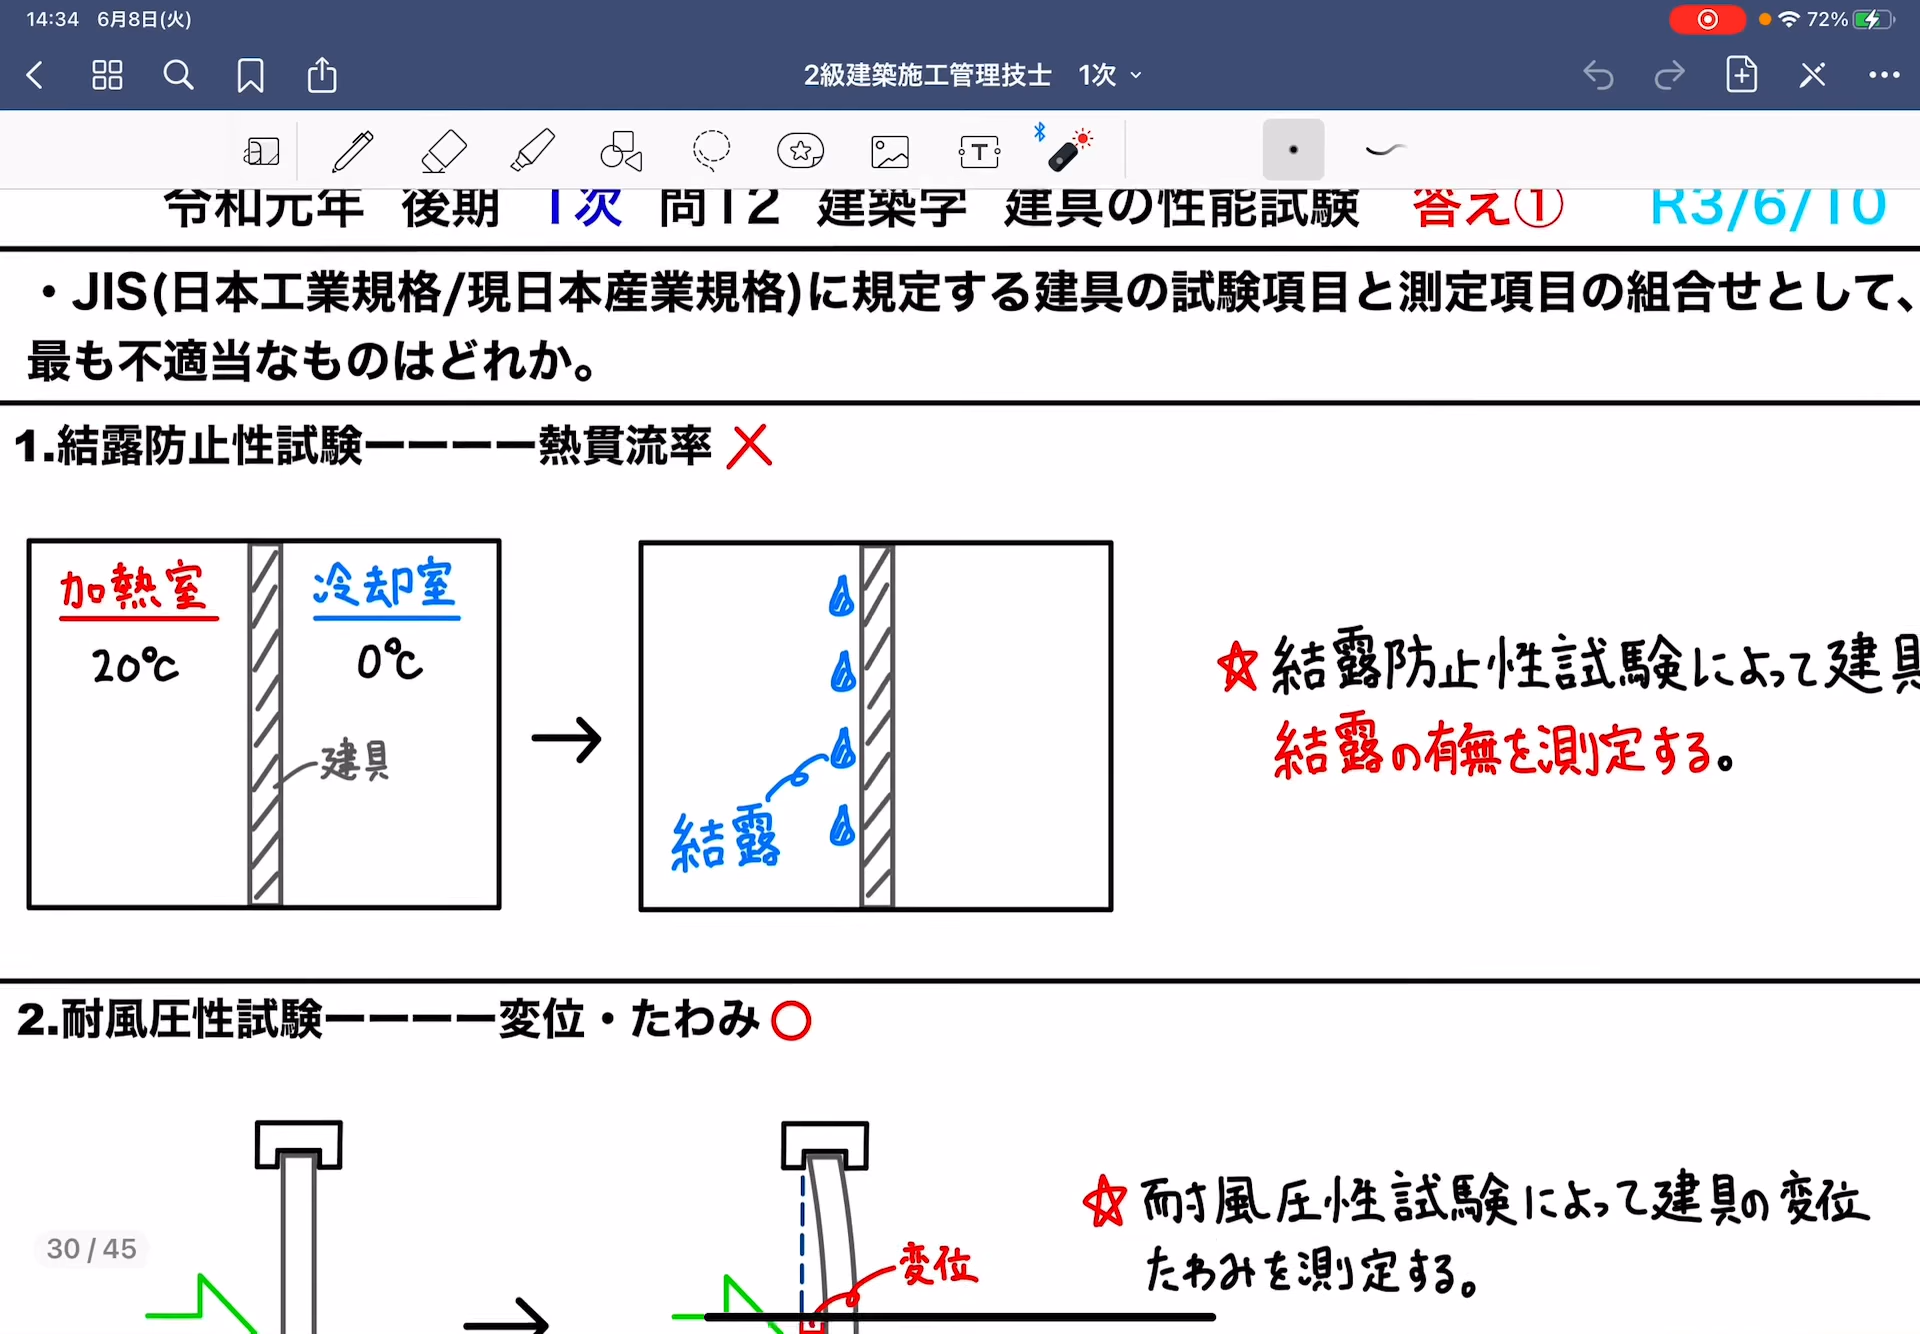 14:34 6月8日(火)
72%
2級建築施工管理技士 1次
令和元年 後期 1次 問12 建築学 建具の性能試験 答え① R3/6/10
・JIS(日本工業規格/現日本産業規格)に規定する建具の試験項目と測定項目の組合せとして、
最も不適当なものはどれか。
1.結露防止性試験ーーーー熱貫流率 ×
加熱室 冷却室
20℃ 0℃
建具
→
結露
☆結露防止性試験によって建具
結露の有無を測定する。
2.耐風圧性試験ーーーー変位・たわみ○
☆耐風圧性試験によって建具の変位
たわみを測定する。
変位
→
30 / 45